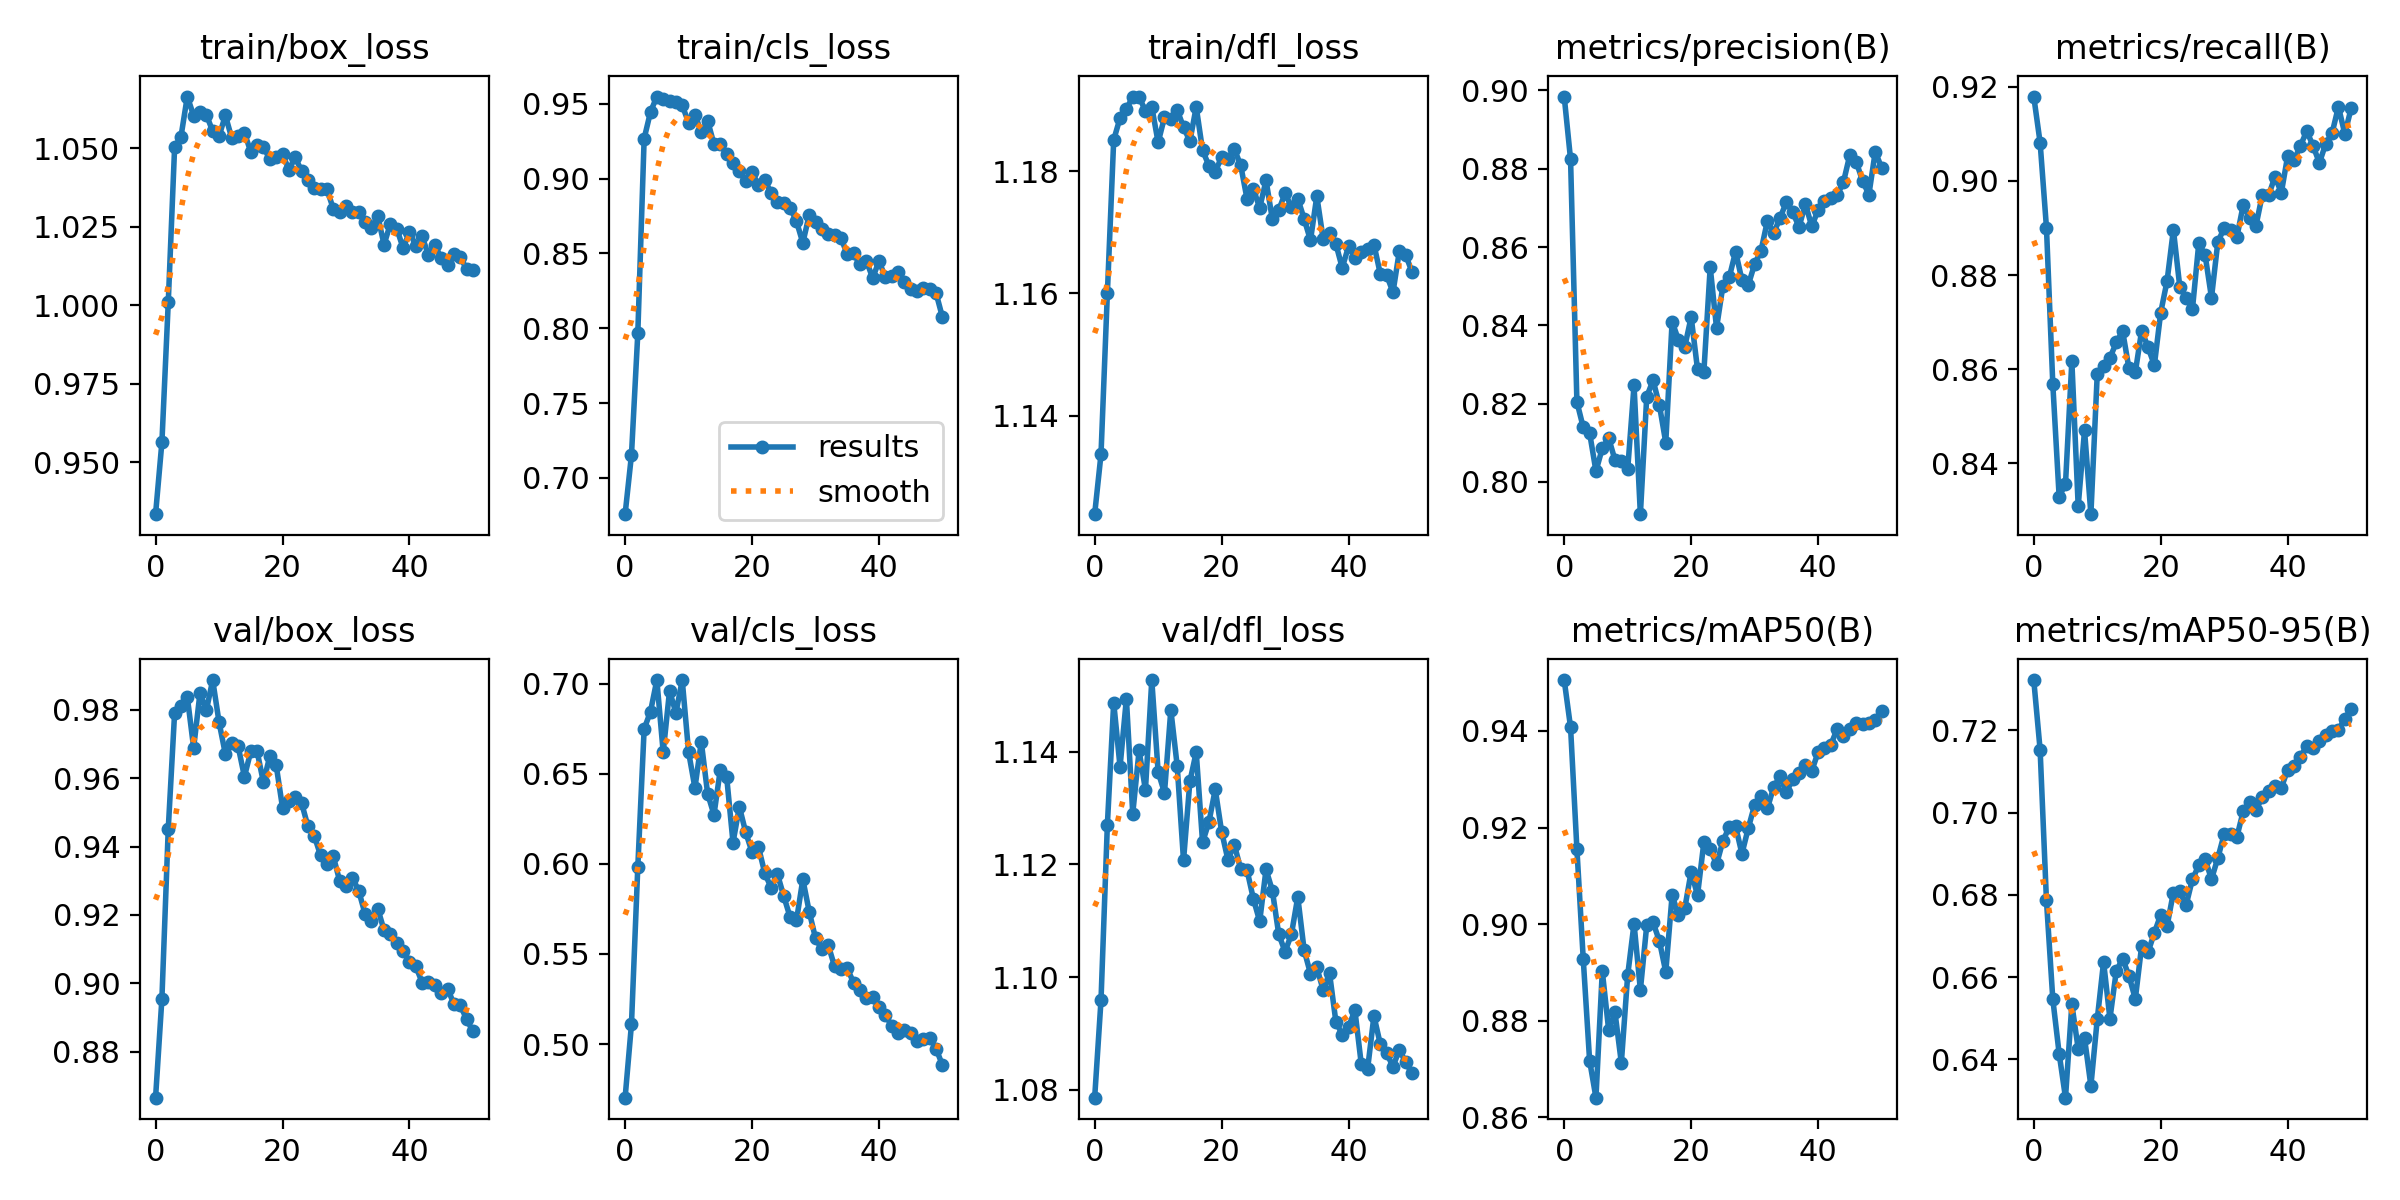 train/box_loss
1.050
1.025
1.000
0.975
0.950
0 20 40
train/cls_loss
0.95
0.90
0.85
0.80
0.75
0.70
results
smooth
0 20 40
train/dfl_loss
1.18
1.16
1.14
0 20 40
metrics/precision(B)
0.90
0.88
0.86
0.84
0.82
0.80
0 20 40
metrics/recall(B)
0.92
0.90
0.88
0.86
0.84
0 20 40
val/box_loss
0.98
0.96
0.94
0.92
0.90
0.88
0 20 40
val/cls_loss
0.70
0.65
0.60
0.55
0.50
0 20 40
val/dfl_loss
1.14
1.12
1.10
1.08
0 20 40
metrics/mAP50(B)
0.94
0.92
0.90
0.88
0.86
0 20 40
metrics/mAP50-95(B)
0.72
0.70
0.68
0.66
0.64
0 20 40